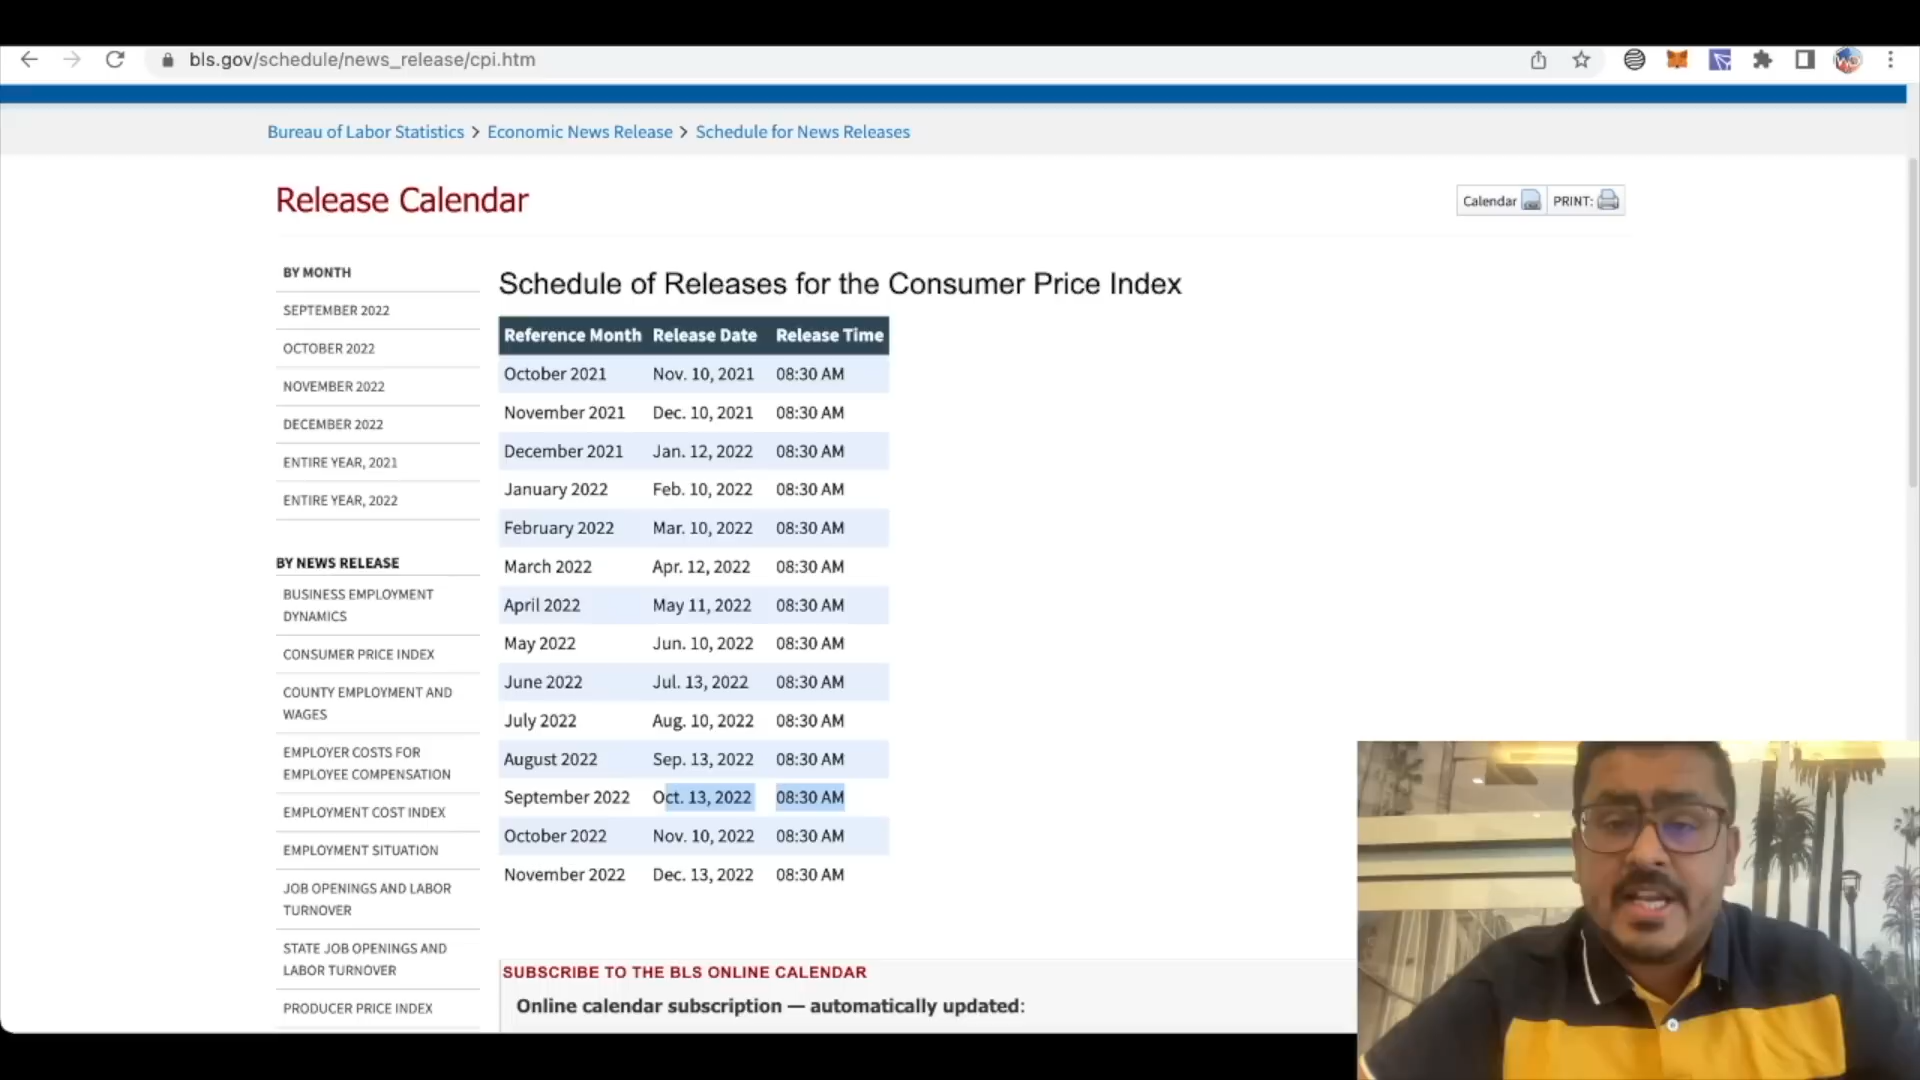 bls.gov/schedule/news_release/cpi.htm
Bureau of Labor Statistics > Economic News Release > Schedule for News Releases
Release Calendar
Calendar PRINT:
BY MONTH
SEPTEMBER 2022
OCTOBER 2022
NOVEMBER 2022
DECEMBER 2022
ENTIRE YEAR, 2021
ENTIRE YEAR, 2022
BY NEWS RELEASE
BUSINESS EMPLOYMENT
DYNAMICS
CONSUMER PRICE INDEX
COUNTY EMPLOYMENT AND
WAGES
EMPLOYER COSTS FOR
EMPLOYEE COMPENSATION
EMPLOYMENT COST INDEX
EMPLOYMENT SITUATION
JOB OPENINGS AND LABOR
TURNOVER
STATE JOB OPENINGS AND
LABOR TURNOVER
PRODUCER PRICE INDEX
Schedule of Releases for the Consumer Price Index
Reference Month Release Date Release Time
October 2021 Nov. 10, 2021 08:30 AM
November 2021 Dec. 10, 2021 08:30 AM
December 2021 Jan. 12, 2022 08:30 AM
January 2022 Feb. 10, 2022 08:30 AM
February 2022 Mar. 10, 2022 08:30 AM
March 2022 Apr. 12, 2022 08:30 AM
April 2022 May 11, 2022 08:30 AM
May 2022 Jun. 10, 2022 08:30 AM
June 2022 Jul. 13, 2022 08:30 AM
July 2022 Aug. 10, 2022 08:30 AM
August 2022 Sep. 13, 2022 08:30 AM
September 2022 Oct. 13, 2022 08:30 AM
October 2022 Nov. 10, 2022 08:30 AM
November 2022 Dec. 13, 2022 08:30 AM
SUBSCRIBE TO THE BLS ONLINE CALENDAR
Online calendar subscription — automatically updated: